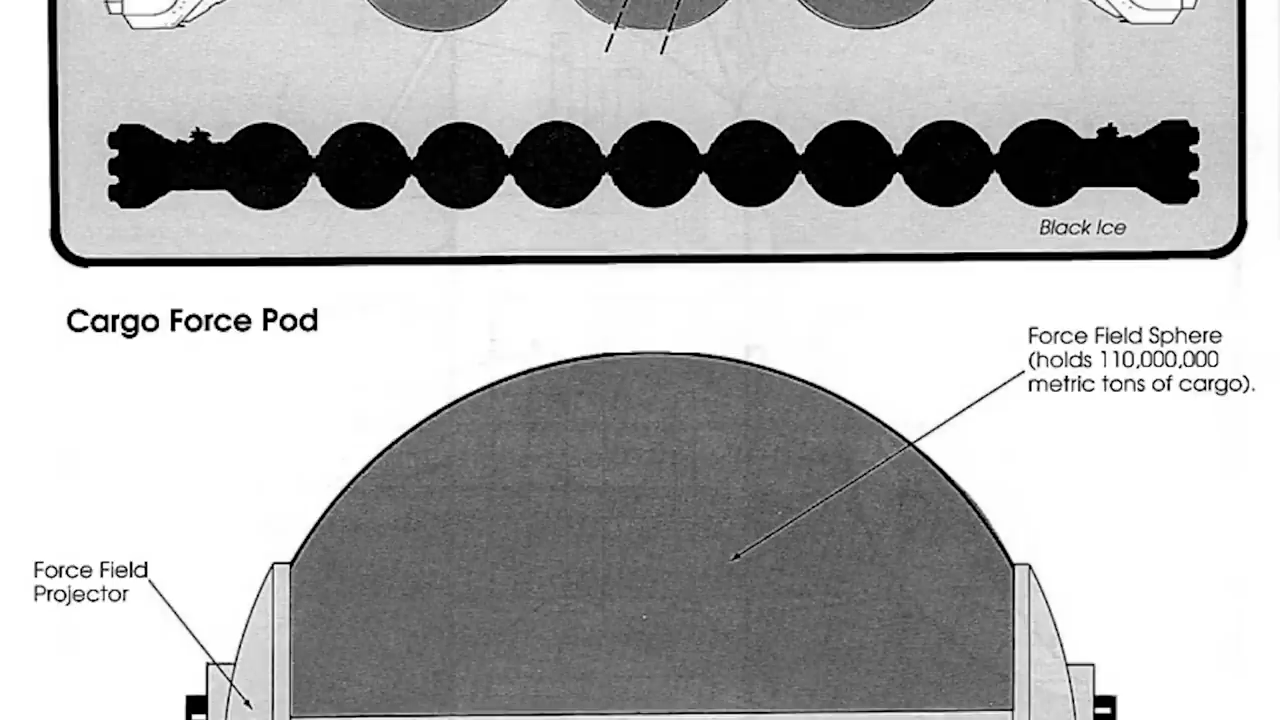 Black Ice
Cargo Force Pod
Force Field Sphere
(holds 110,000,000
metric tons of cargo).
Force Field
Projector